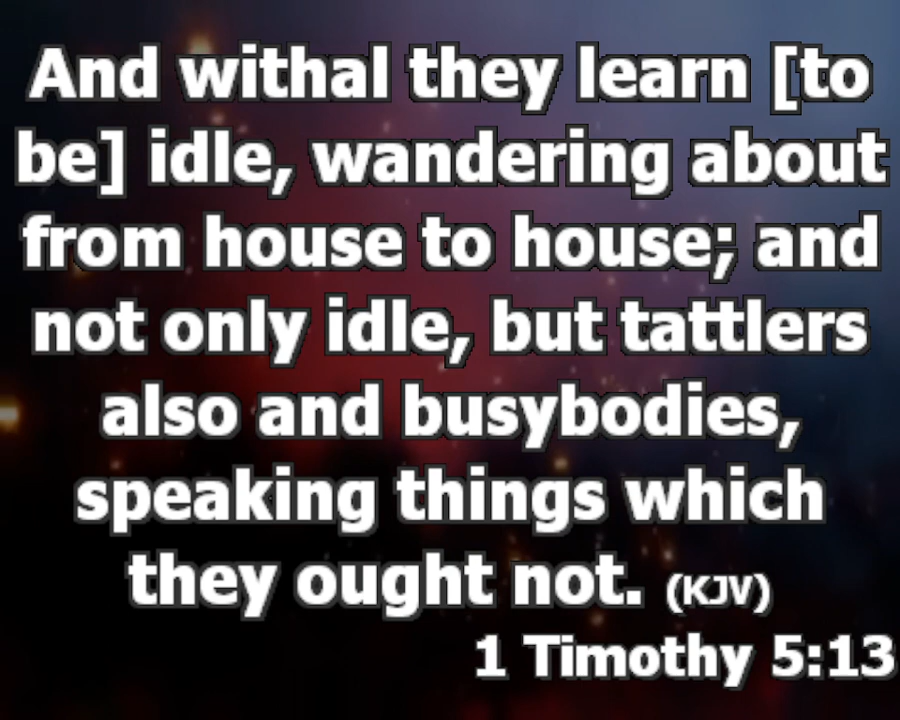 And withal they learn [to
be] idle, wandering about
from house to house; and
not only idle, but tattlers
also and busybodies,
speaking things which
they ought not. (KJV)
1 Timothy 5:13